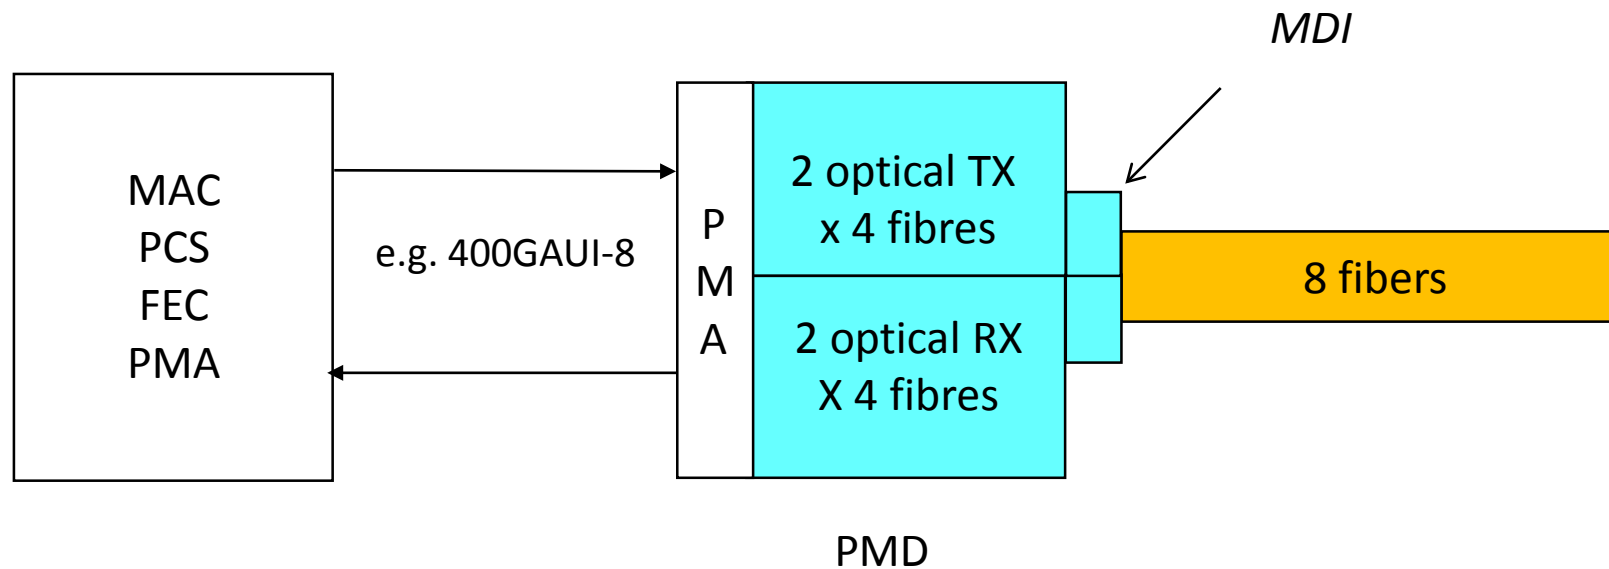 MDI
MAC
PCS
FEC
PMA
e.g. 400GAUI-8
P
M
A
2 optical TX
x 4 fibres
2 optical RX
X 4 fibres
8 fibers
PMD